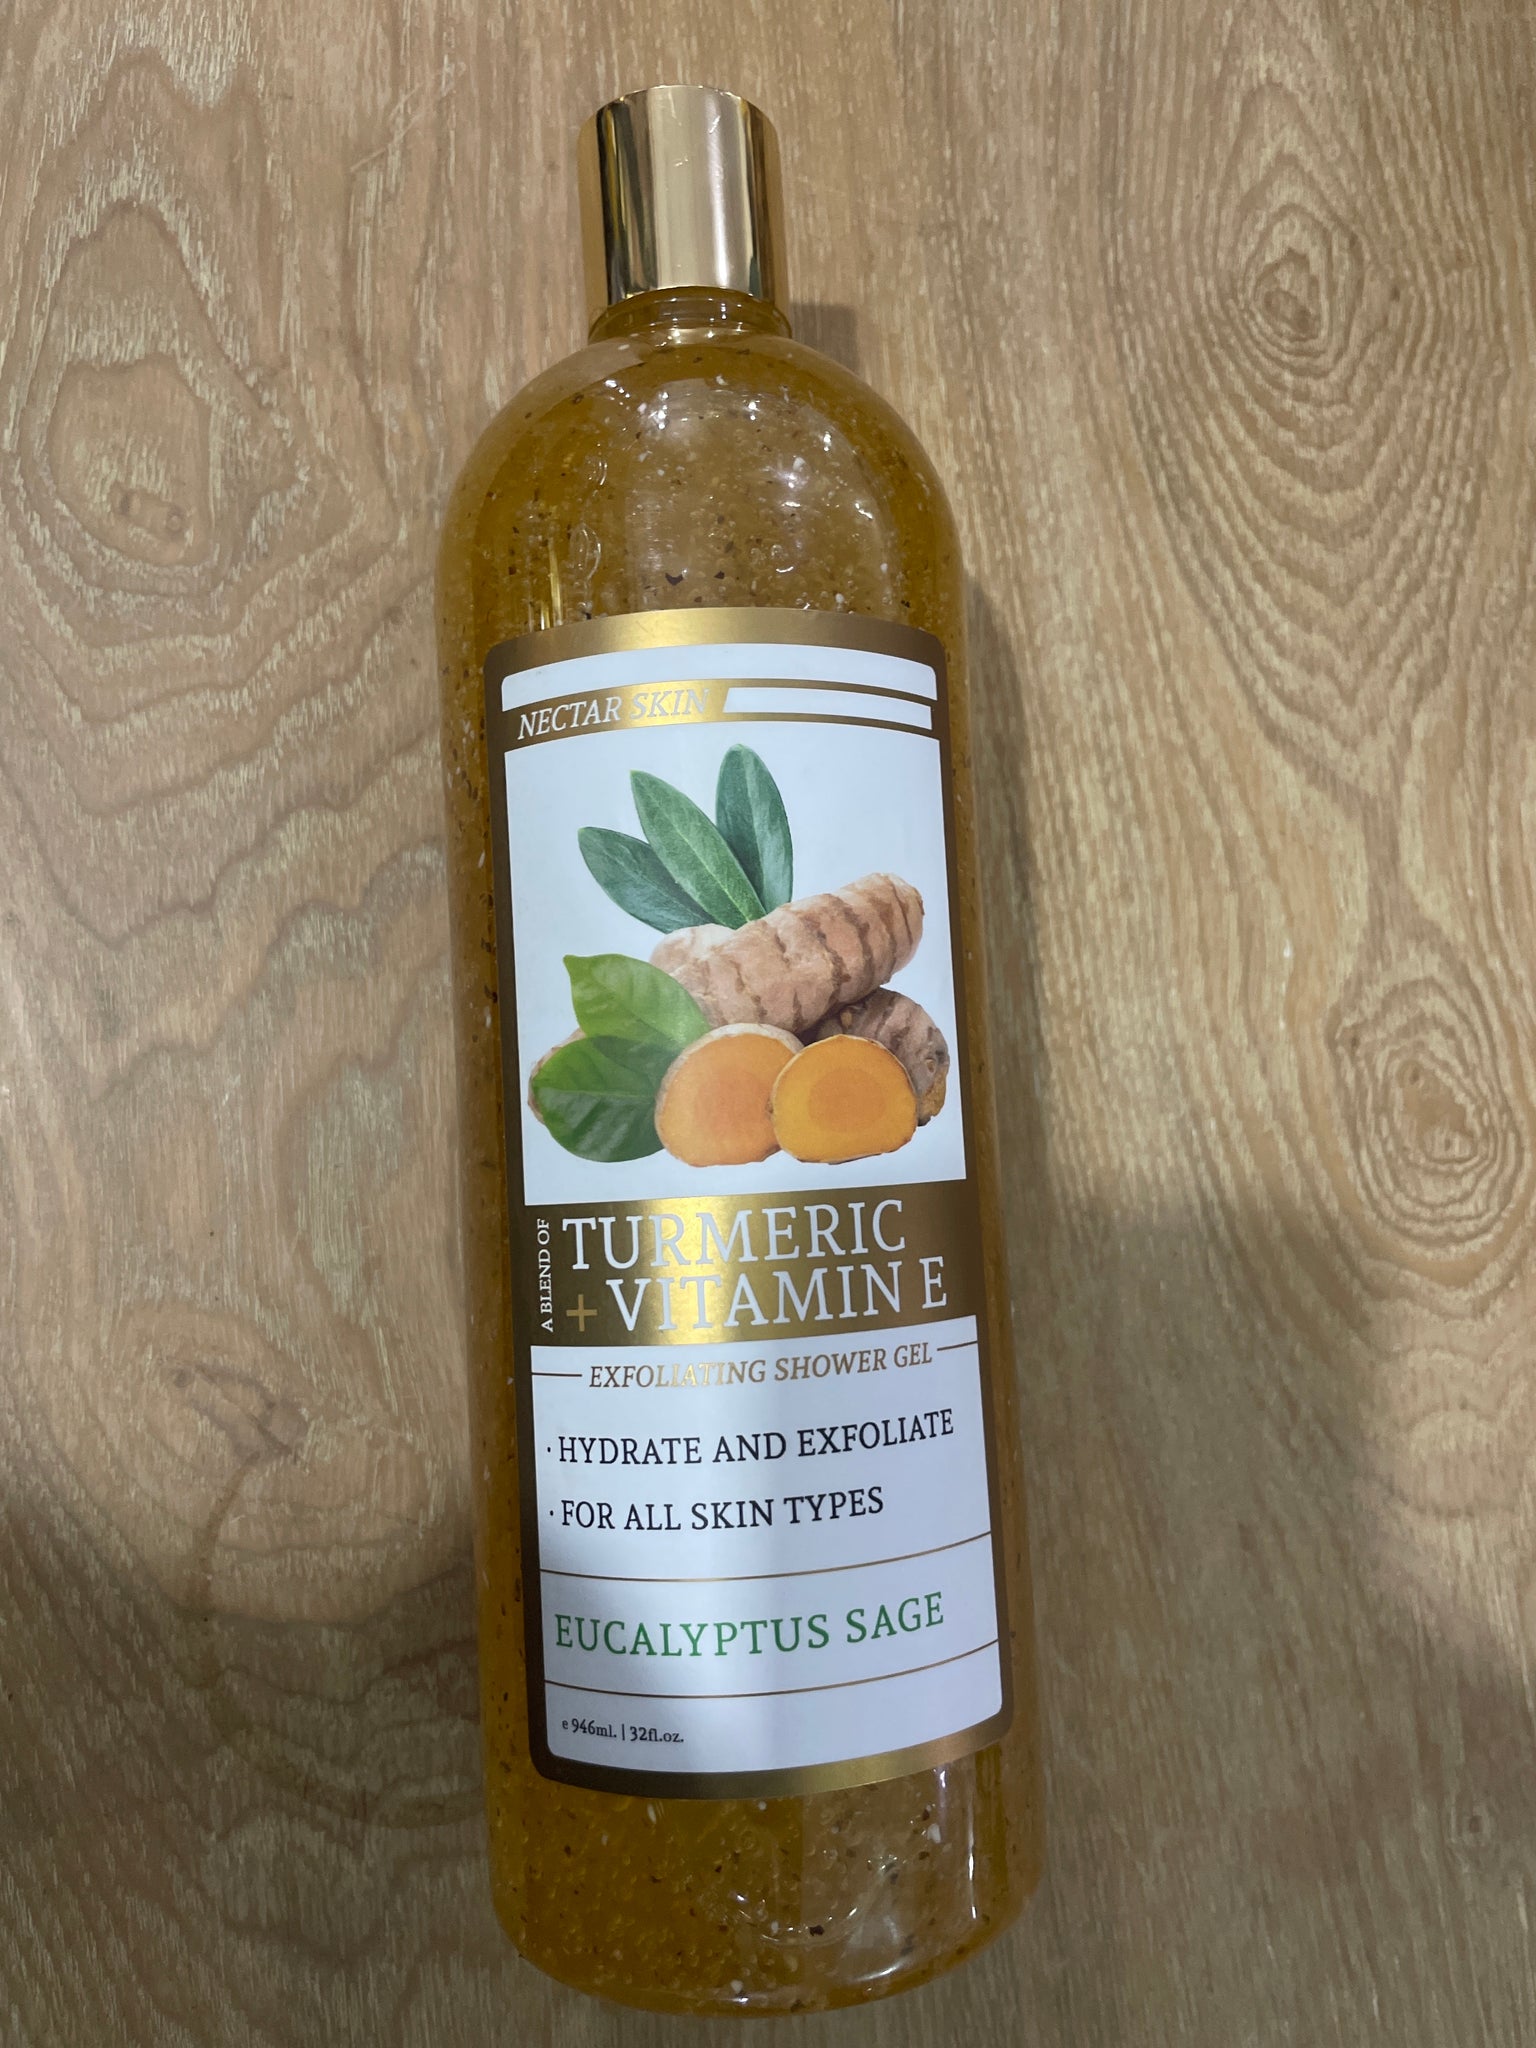 NECTAR SKIN
A BLEND OF
TURMERIC
+ VITAMIN E
EXFOLIATING SHOWER GEL
· HYDRATE AND EXFOLIATE
· FOR ALL SKIN TYPES
EUCALYPTUS SAGE
e 946ml. | 32fl.oz.